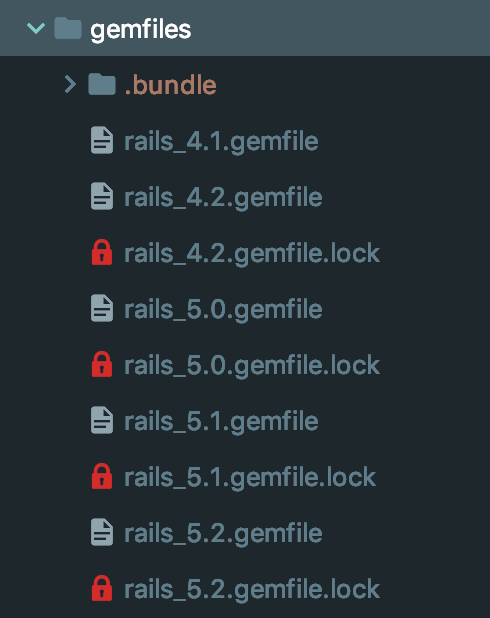 gemfiles
.bundle
rails_4.1.gemfile
rails_4.2.gemfile
rails_4.2.gemfile.lock
rails_5.0.gemfile
rails_5.0.gemfile.lock
rails_5.1.gemfile
rails_5.1.gemfile.lock
rails_5.2.gemfile
rails_5.2.gemfile.lock